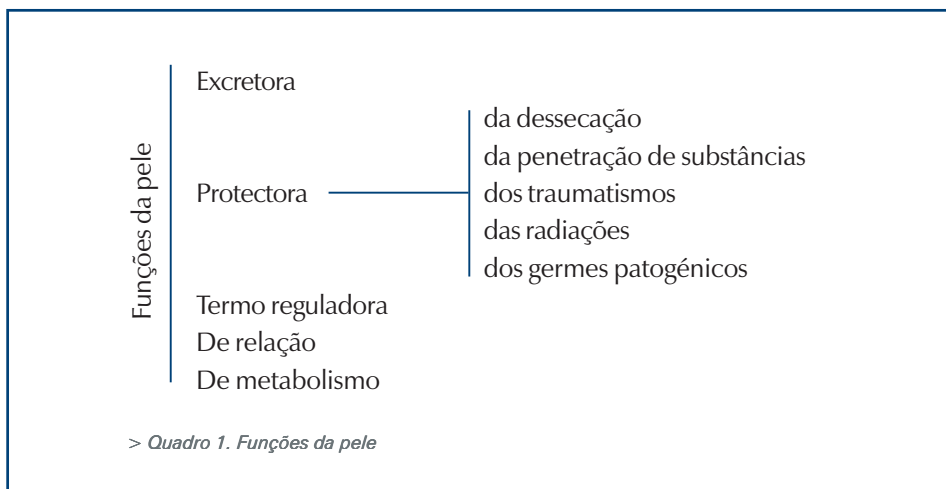 Funções da pele
Excretora
Protectora
da dessecação
da penetração de substâncias
dos traumatismos
das radiações
dos germes patogénicos
Termo reguladora
De relação
De metabolismo
> Quadro 1. Funções da pele